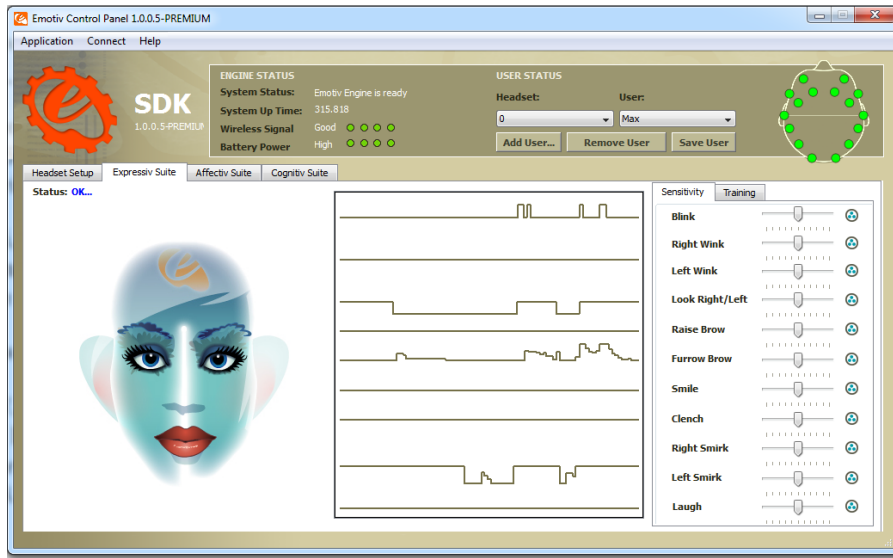 Emotiv Control Panel 1.0.0.5-PREMIUM
Application Connect Help
SDK
1.0.0.5-PREMIUM
ENGINE STATUS
System Status: Emotiv Engine is ready
System Up Time: 315.818
Wireless Signal Good
Battery Power High
USER STATUS
Headset: User:
0 Max
Add User... Remove User Save User
Headset Setup Expressiv Suite Affectiv Suite Cognitiv Suite
Status: OK...
Sensitivity Training
Blink
Right Wink
Left Wink
Look Right/Left
Raise Brow
Furrow Brow
Smile
Clench
Right Smirk
Left Smirk
Laugh